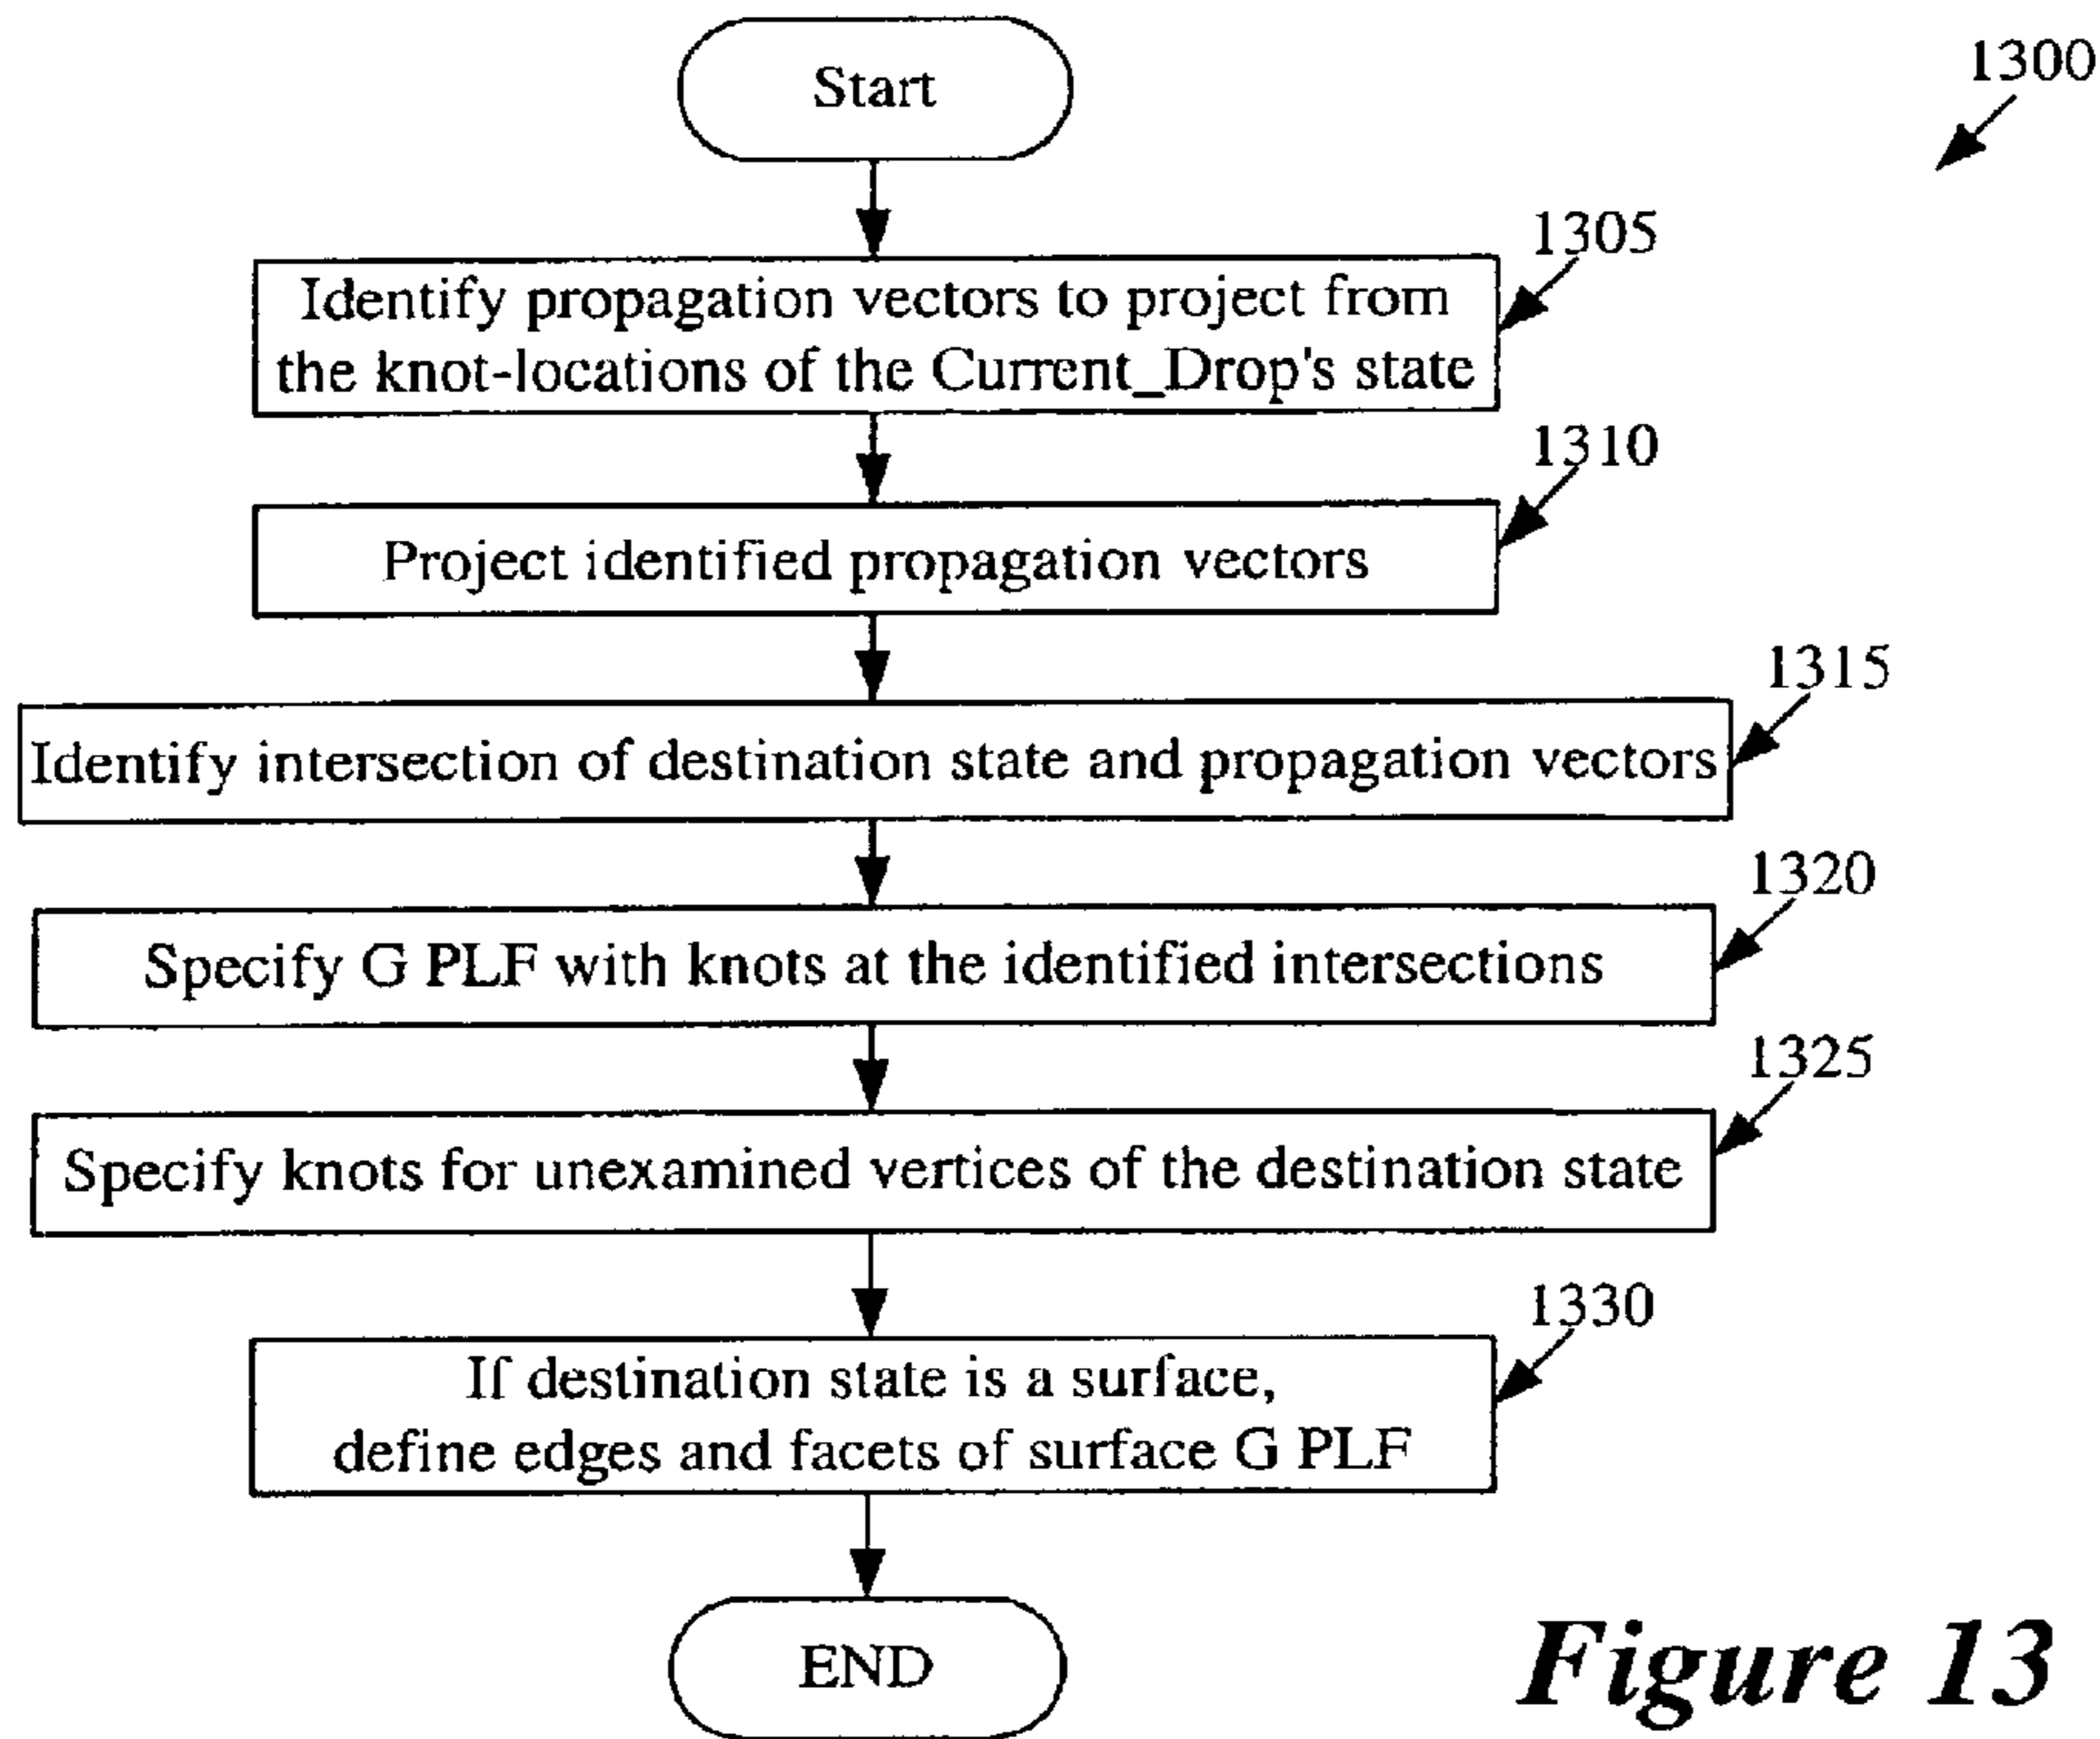 Start
1300
1305
Identify propagation vectors to project from
the knot-locations of the Current_Drop's state
1310
Project identified propagation vectors
1315
Identify intersection of destination state and propagation vectors
1320
Specify G PLF with knots at the identified intersections
1325
Specify knots for unexamined vertices of the destination state
1330
If destination state is a surface,
define edges and facets of surface G PLF
END
Figure 13